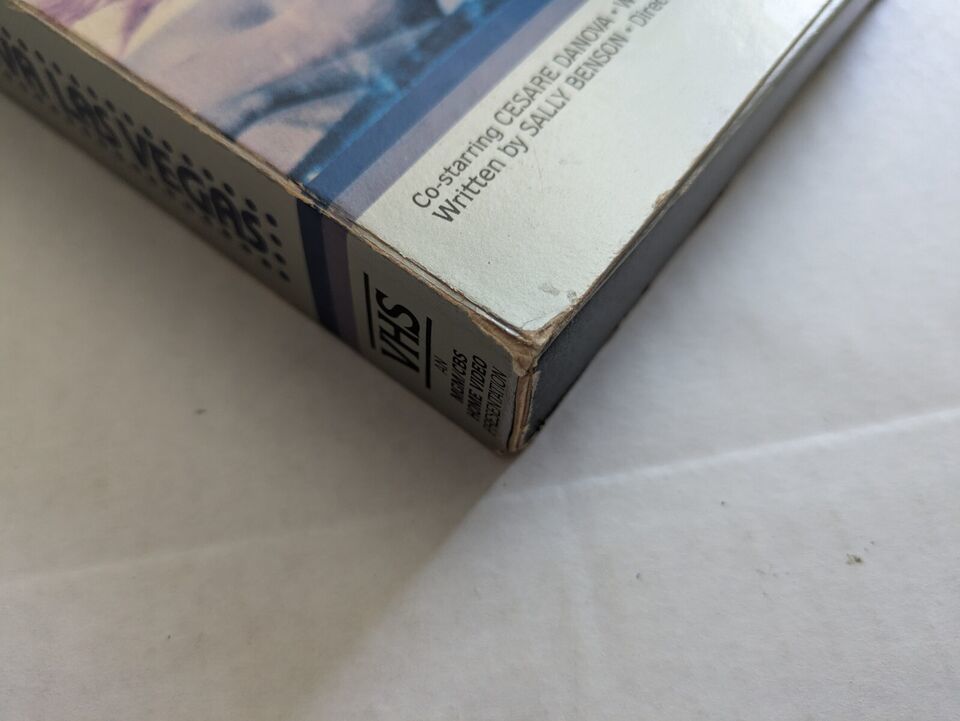 Co-starring CESARE DANOVA •
Written by SALLY BENSON •
LAS VEGAS
VHS
AN
MGM/CBS
HOME VIDEO
PRESENTATION